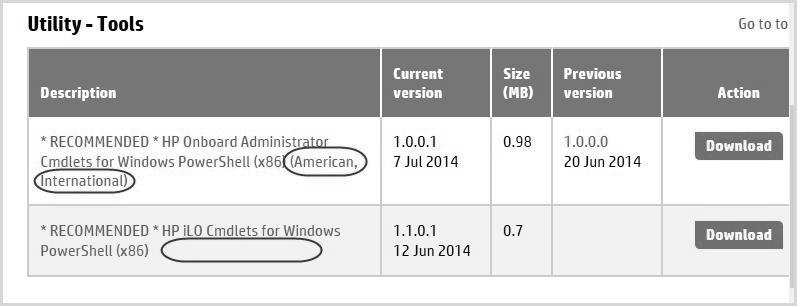 Utility - Tools
Go to to
Description
Current version
Size (MB)
Previous version
Action
* RECOMMENDED * HP Onboard Administrator
Cmdlets for Windows PowerShell (x86) (American,
International)
1.0.0.1
7 Jul 2014
0.98
1.0.0.0
20 Jun 2014
Download
* RECOMMENDED * HP iLO Cmdlets for Windows
PowerShell (x86)
1.1.0.1
12 Jun 2014
0.7
Download